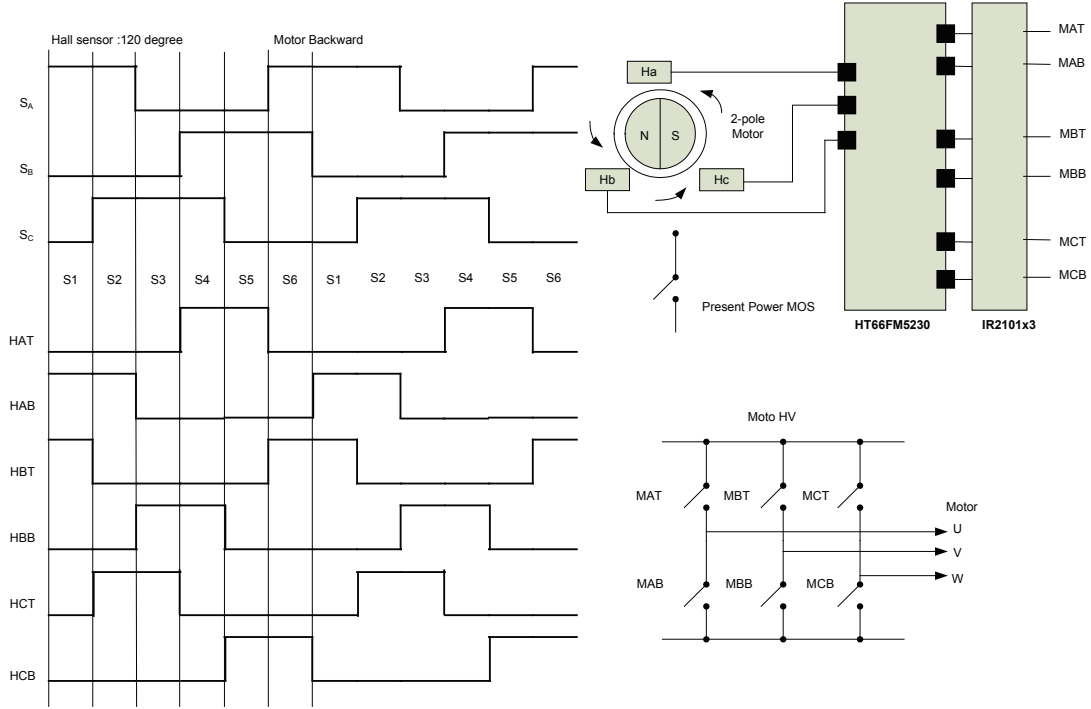 Hall sensor :120 degree
Motor Backward
SA
SB
SC
S1 S2 S3 S4 S5 S6 S1 S2 S3 S4 S5 S6
HAT
HAB
HBT
HBB
HCT
HCB
Ha
2-pole
Motor
N S
Hb
Hc
MAT
MAB
MBT
MBB
MCT
MCB
HT66FM5230
IR2101x3
Present Power MOS
Moto HV
MAT
MBT
MCT
Motor
U
V
W
MAB
MBB
MCB